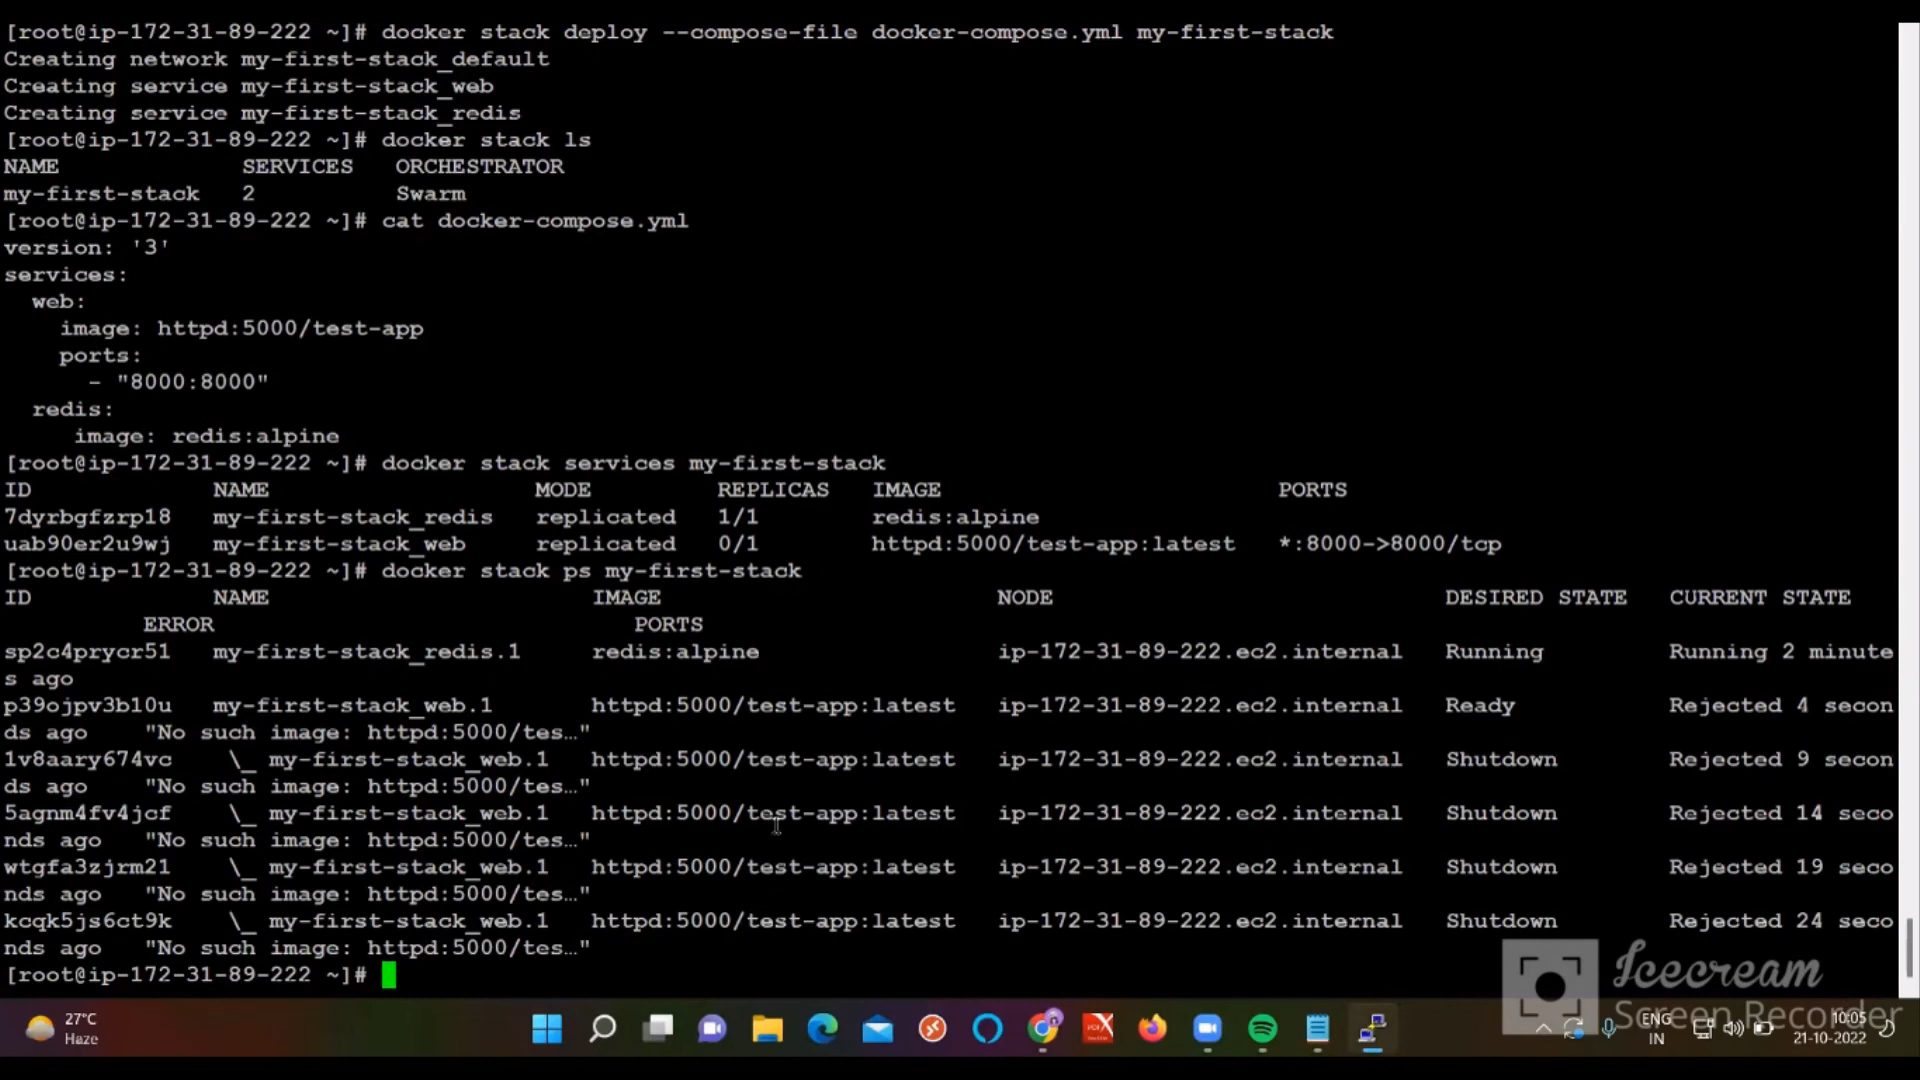 [root@ip-172-31-89-222 ~]# docker stack deploy --compose-file docker-compose.yml my-first-stack
Creating network my-first-stack_default
Creating service my-first-stack_web
Creating service my-first-stack_redis
[root@ip-172-31-89-222 ~]# docker stack ls
NAME SERVICES ORCHESTRATOR
my-first-stack 2 Swarm
[root@ip-172-31-89-222 ~]# cat docker-compose.yml
version: '3'
services:
  web:
    image: httpd:5000/test-app
    ports:
      - "8000:8000"
  redis:
     image: redis:alpine
[root@ip-172-31-89-222 ~]# docker stack services my-first-stack
ID NAME MODE REPLICAS IMAGE PORTS
7dyrbgfzrp18 my-first-stack_redis replicated 1/1 redis:alpine
uab90er2u9wj my-first-stack_web replicated 0/1 httpd:5000/test-app:latest *:8000->8000/tcp
[root@ip-172-31-89-222 ~]# docker stack ps my-first-stack
ID NAME IMAGE NODE DESIRED STATE CURRENT STATE
ERROR PORTS
sp2c4prycr51 my-first-stack_redis.1 redis:alpine ip-172-31-89-222.ec2.internal Running Running 2 minute
s ago
p39ojpv3b10u my-first-stack_web.1 httpd:5000/test-app:latest ip-172-31-89-222.ec2.internal Ready Rejected 4 secon
ds ago "No such image: httpd:5000/tes…"
1v8aary674vc \_ my-first-stack_web.1 httpd:5000/test-app:latest ip-172-31-89-222.ec2.internal Shutdown Rejected 9 secon
ds ago "No such image: httpd:5000/tes…"
5agnm4fv4jcf \_ my-first-stack_web.1 httpd:5000/test-app:latest ip-172-31-89-222.ec2.internal Shutdown Rejected 14 seco
nds ago "No such image: httpd:5000/tes…"
wtgfa3zjrm21 \_ my-first-stack_web.1 httpd:5000/test-app:latest ip-172-31-89-222.ec2.internal Shutdown Rejected 19 seco
nds ago "No such image: httpd:5000/tes…"
kcqk5js6ct9k \_ my-first-stack_web.1 httpd:5000/test-app:latest ip-172-31-89-222.ec2.internal Shutdown Rejected 24 seco
nds ago "No such image: httpd:5000/tes…"
[root@ip-172-31-89-222 ~]#
Icecream
Screen Recorder
27°C
Haze
ENG
IN
10:05
21-10-2022